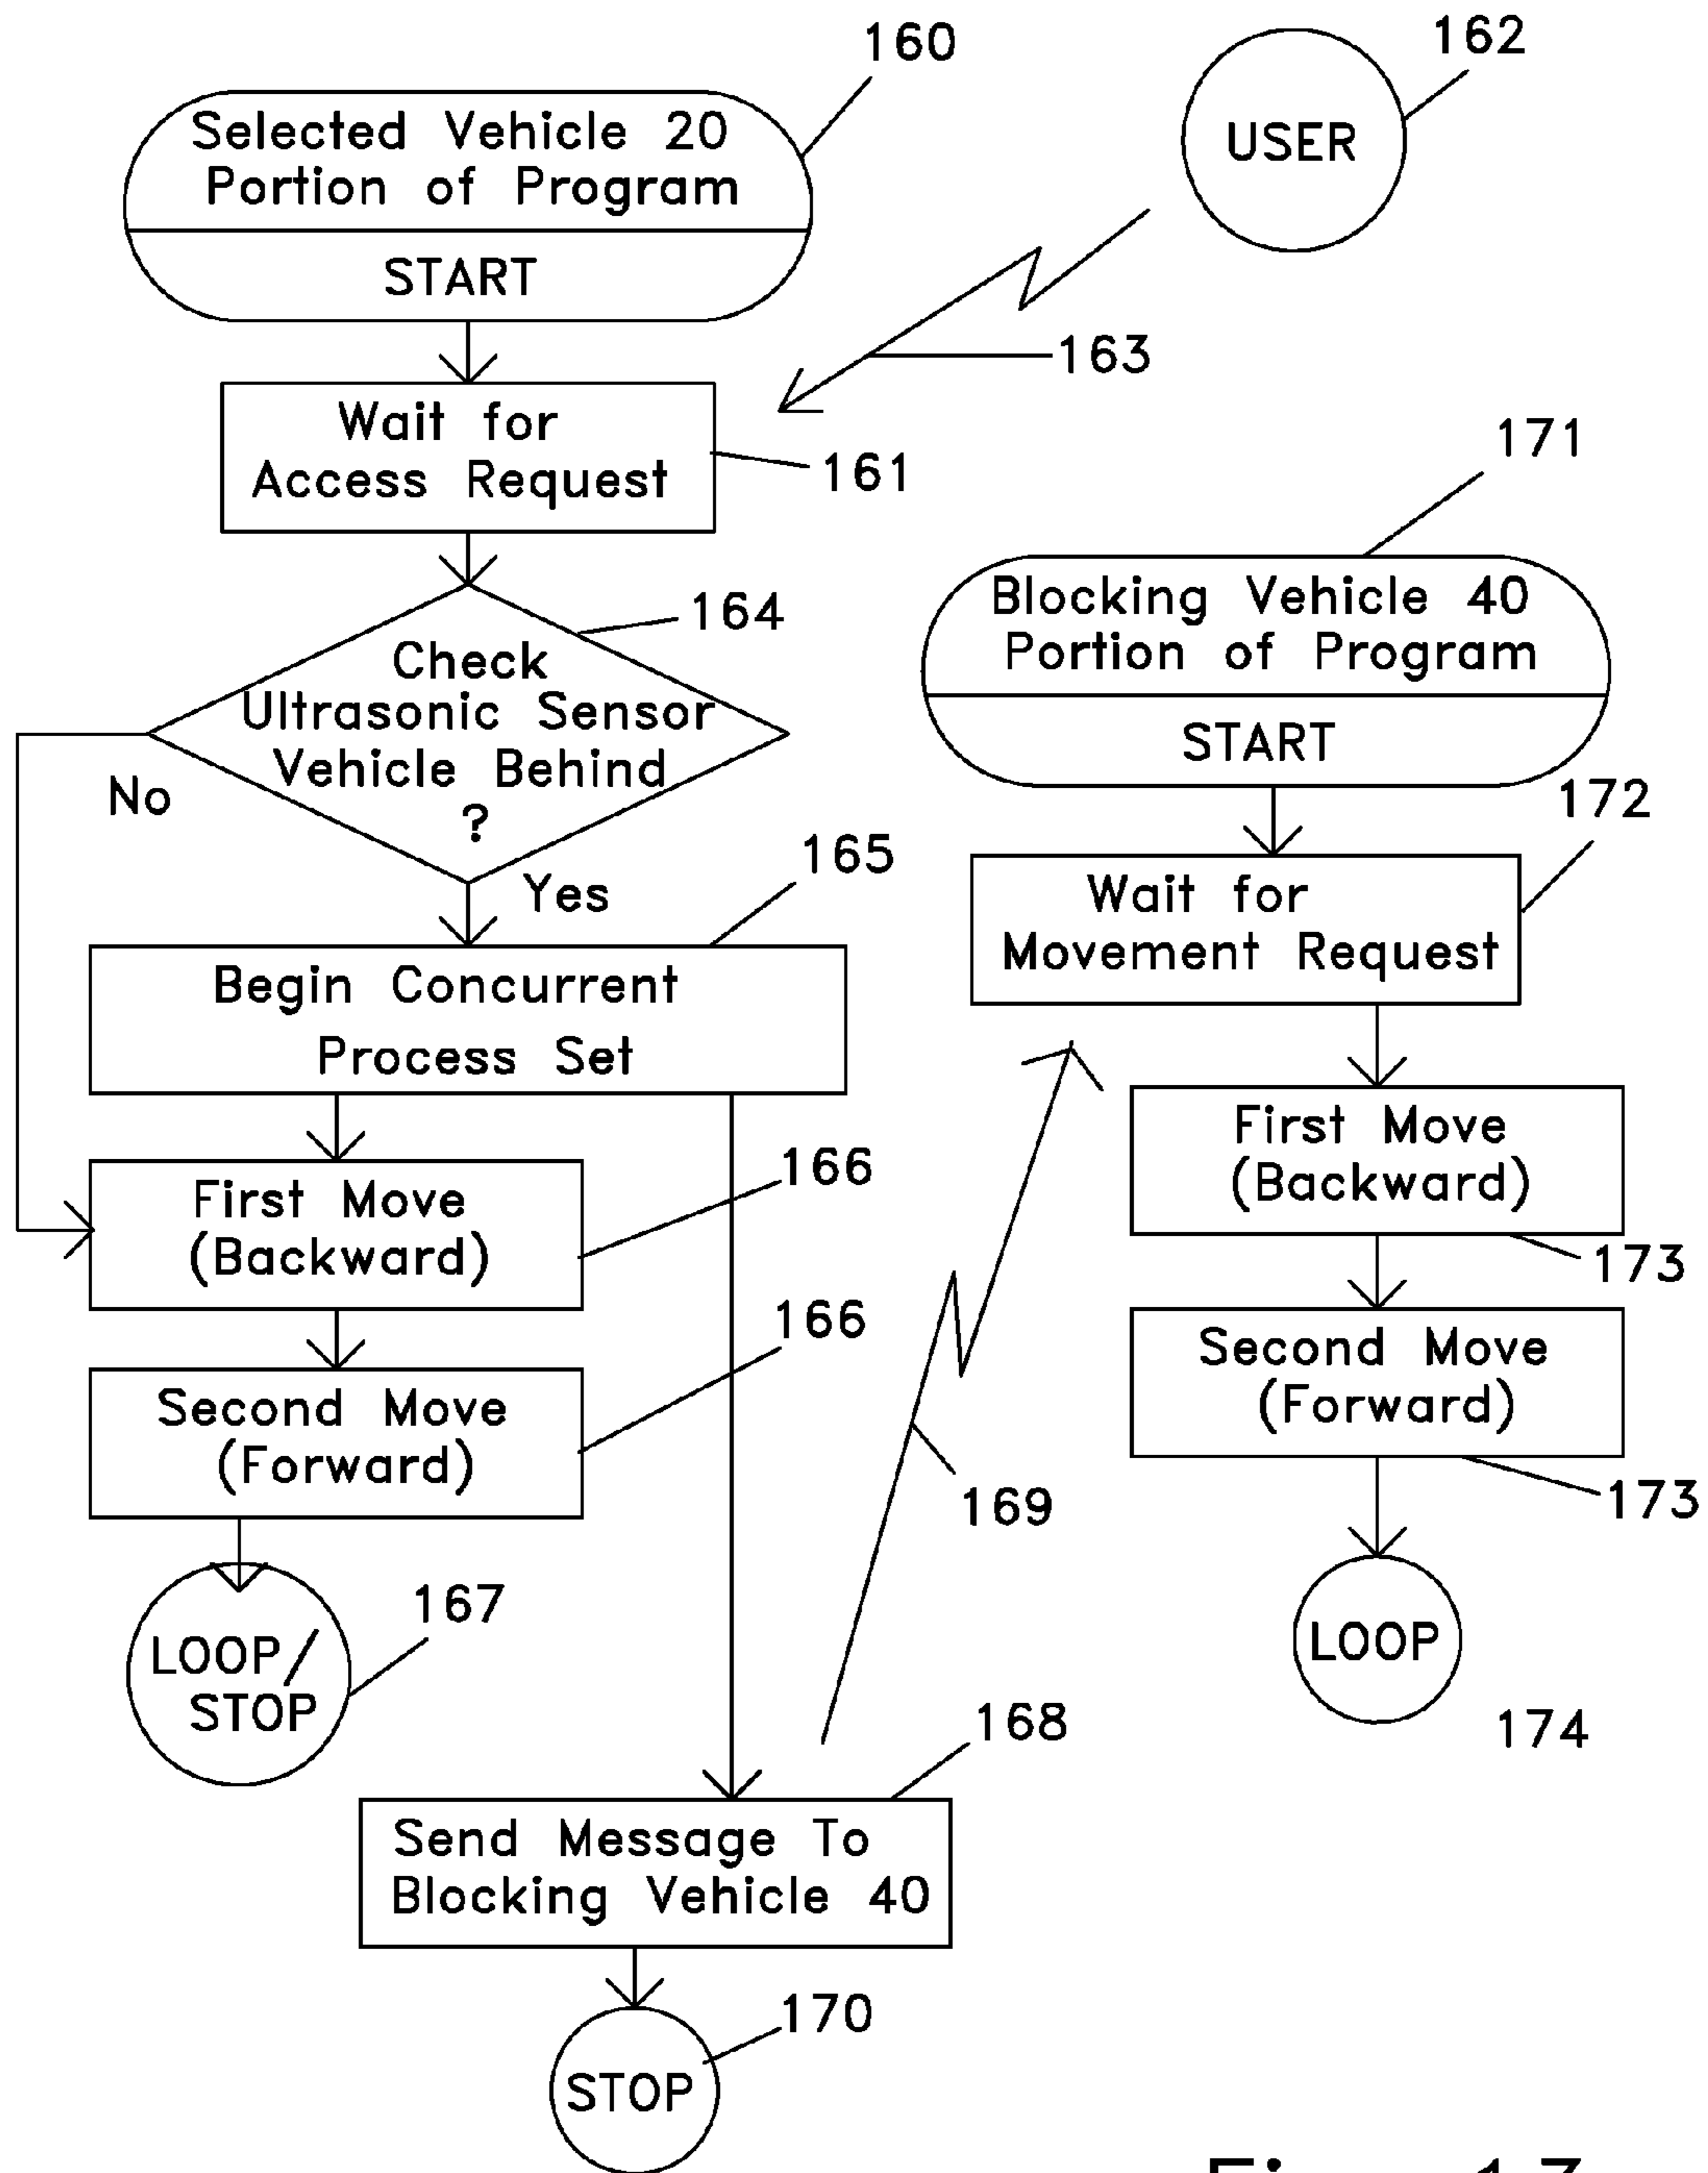 160
162
Selected Vehicle 20
Portion of Program
START
USER
163
Wait for
Access Request
161
171
164
Check
Ultrasonic Sensor
Vehicle Behind
?
No
Yes
Blocking Vehicle 40
Portion of Program
START
172
165
Wait for
Movement Request
Begin Concurrent
Process Set
First Move
(Backward)
166
First Move
(Backward)
173
Second Move
(Forward)
166
Second Move
(Forward)
173
169
LOOP/
STOP
167
LOOP
174
168
Send Message To
Blocking Vehicle 40
170
STOP